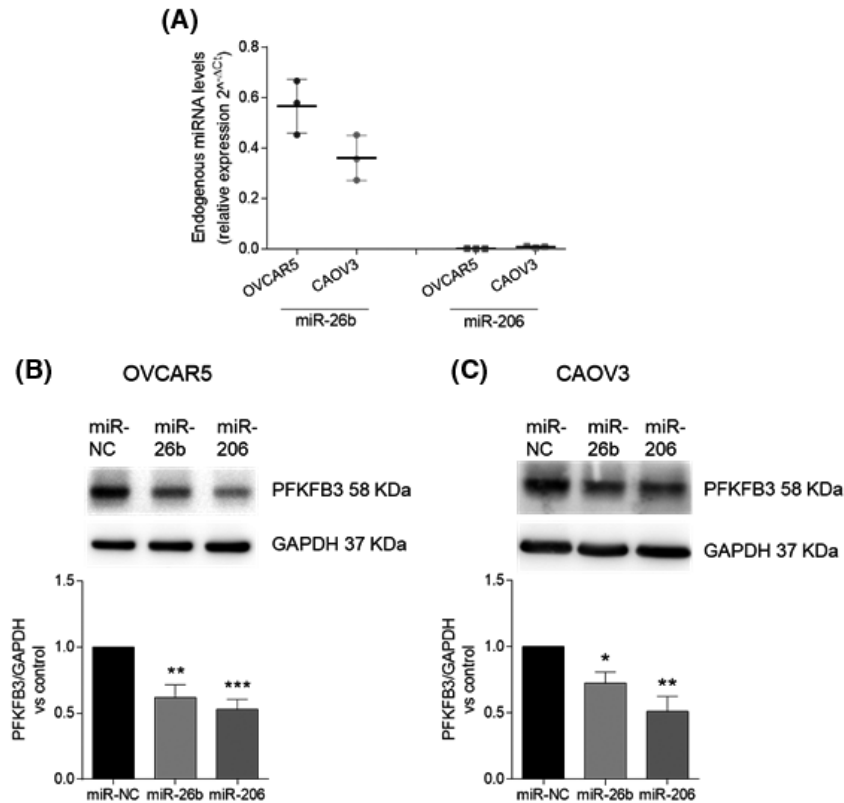 (A)
Endogenous miRNA levels
(relative expression 2^-ΔCt)
0.8
0.6
0.4
0.2
0.0
OVCAR5
CAOV3
OVCAR5
CAOV3
miR-26b
miR-206
(B)
OVCAR5
miR-NC
miR-26b
miR-206
PFKFB3 58 KDa
GAPDH 37 KDa
PFKFB3/GAPDH
vs control
1.5
1.0
0.5
0.0
**
***
miR-NC
miR-26b
miR-206
(C)
CAOV3
miR-NC
miR-26b
miR-206
PFKFB3 58 KDa
GAPDH 37 KDa
PFKFB3/GAPDH
vs control
1.5
1.0
0.5
0.0
*
**
miR-NC
miR-26b
miR-206